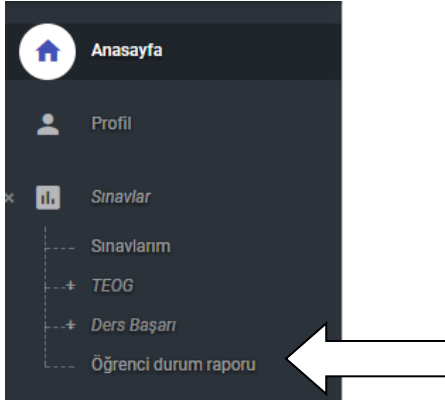 Anasayfa
Profil
Sınavlar
Sınavlarım
TEOG
Ders Başarı
Öğrenci durum raporu